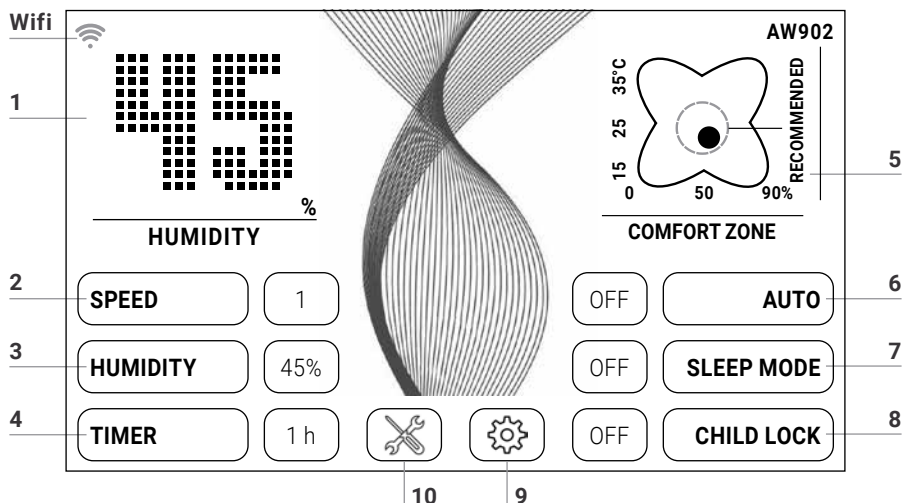 Wifi
AW902
1
45
%
HUMIDITY
35°C
25
15
0 50 90%
RECOMMENDED
5
COMFORT ZONE
2
SPEED 1
OFF AUTO
6
3
HUMIDITY 45%
OFF SLEEP MODE
7
4
TIMER 1 h
OFF CHILD LOCK
8
10
9